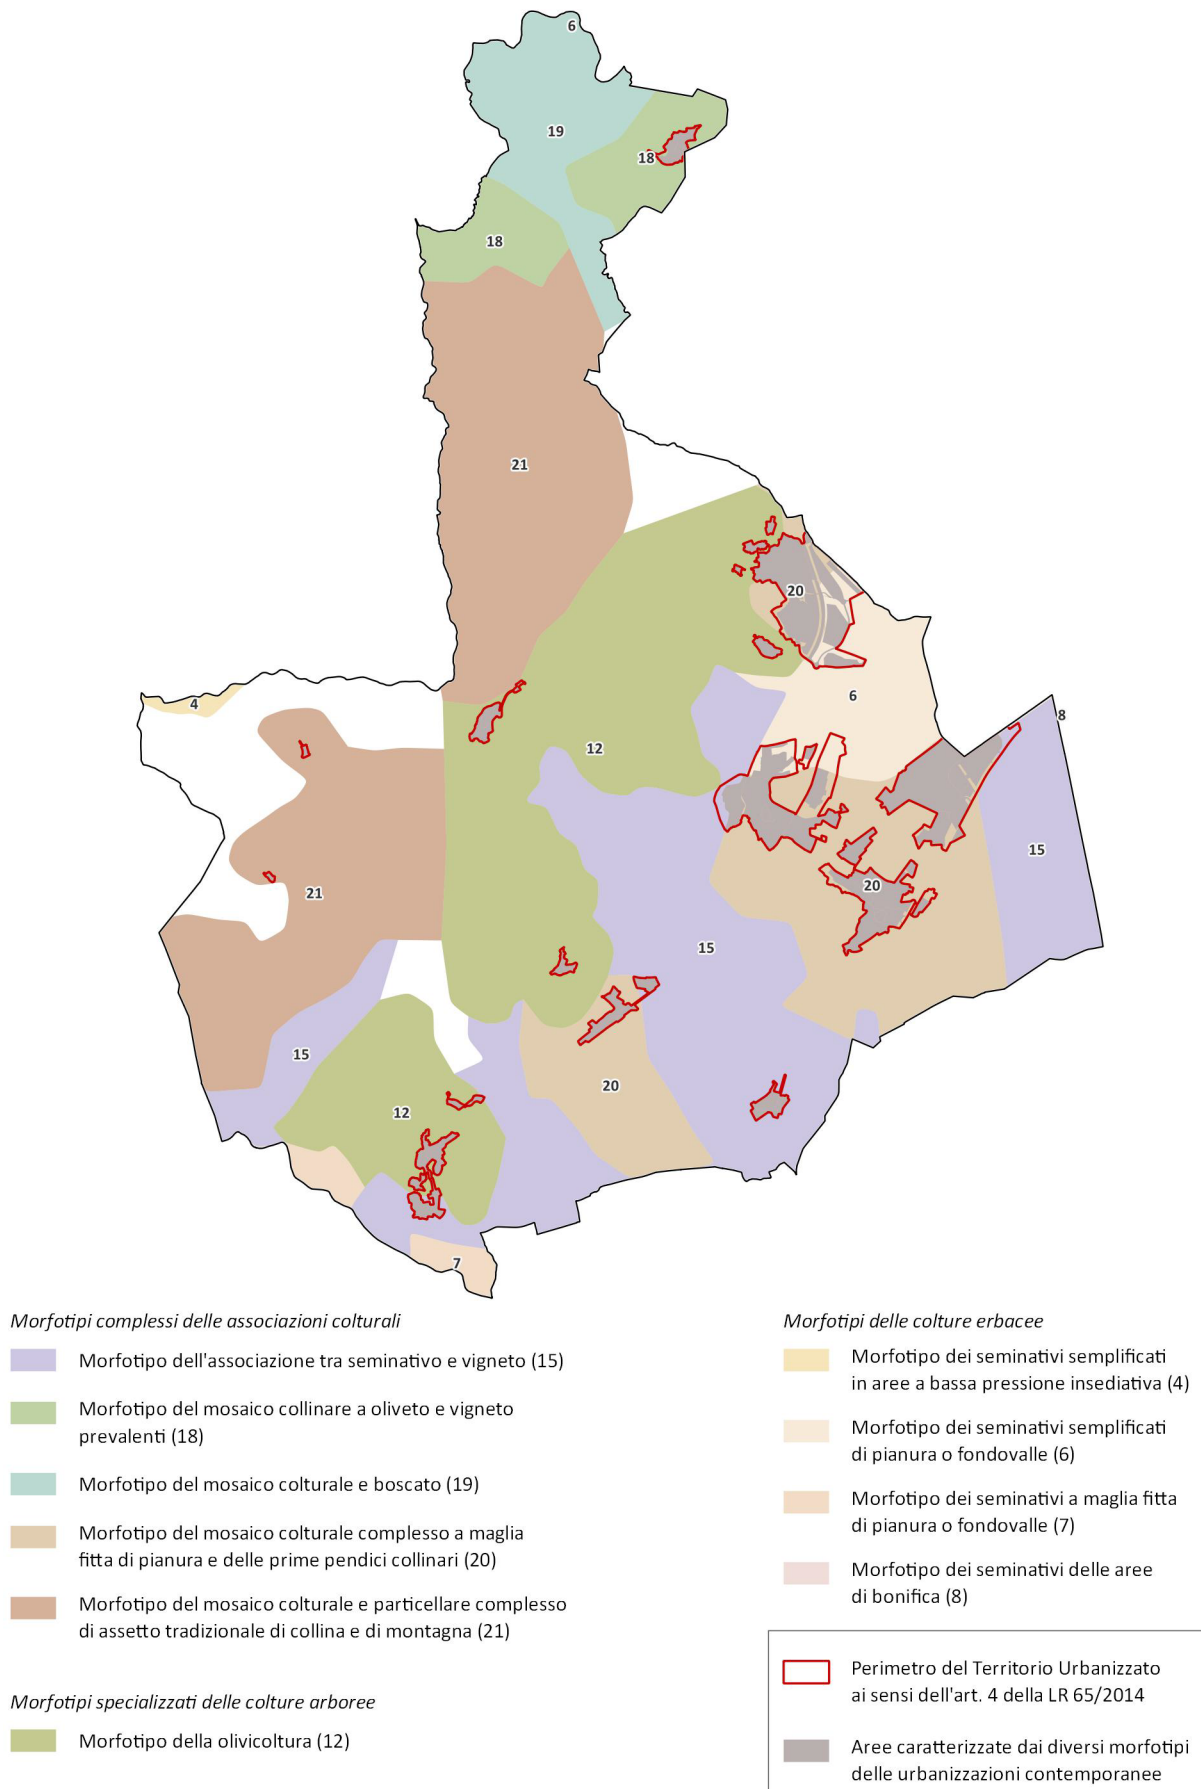 6
19
18
18
21
20
6
4
12
8
15
20
21
15
15
20
12
7
Morfotipi complessi delle associazioni colturali
Morfotipo dell'associazione tra seminativo e vigneto (15)
Morfotipo del mosaico collinare a oliveto e vigneto
prevalenti (18)
Morfotipo del mosaico colturale e boscato (19)
Morfotipo del mosaico colturale complesso a maglia
fitta di pianura e delle prime pendici collinari (20)
Morfotipo del mosaico colturale e particellare complesso
di assetto tradizionale di collina e di montagna (21)
Morfotipi specializzati delle colture arboree
Morfotipo della olivicoltura (12)
Morfotipi delle colture erbacee
Morfotipo dei seminativi semplificati
in aree a bassa pressione insediativa (4)
Morfotipo dei seminativi semplificati
di pianura o fondovalle (6)
Morfotipo dei seminativi a maglia fitta
di pianura o fondovalle (7)
Morfotipo dei seminativi delle aree
di bonifica (8)
Perimetro del Territorio Urbanizzato
ai sensi dell'art. 4 della LR 65/2014
Aree caratterizzate dai diversi morfotipi
delle urbanizzazioni contemporanee